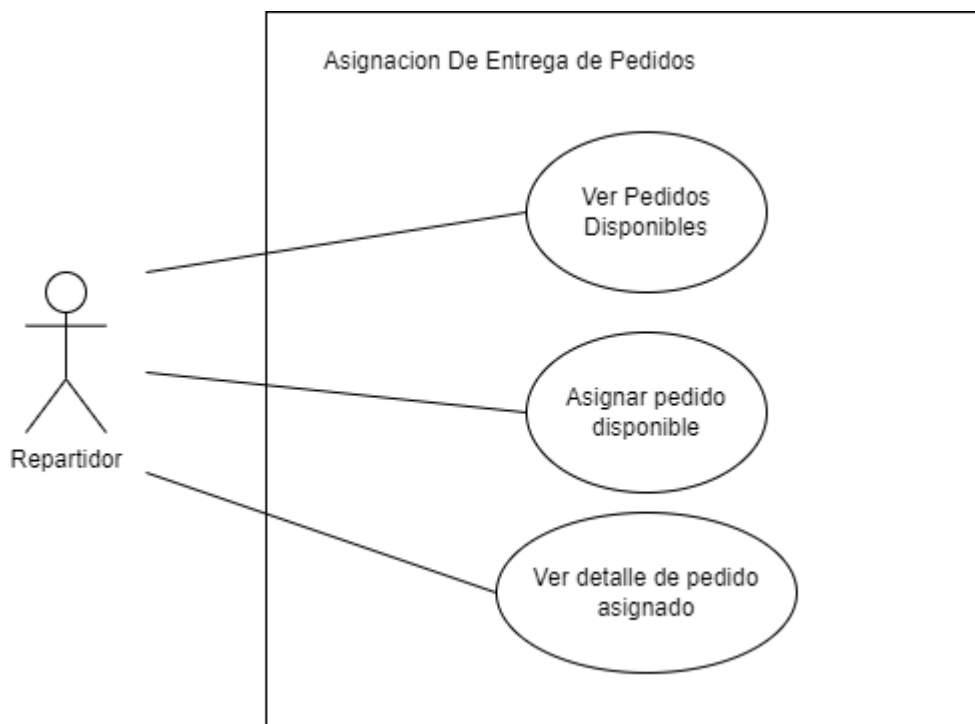 Asignacion De Entrega de Pedidos
Ver Pedidos
Disponibles
Asignar pedido
disponible
Repartidor
Ver detalle de pedido
asignado